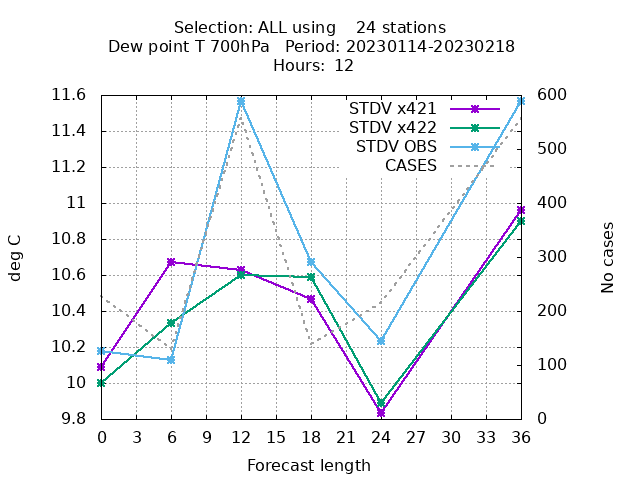 Selection: ALL using    24 stations
Dew point T 700hPa   Period: 20230114-20230218
Hours: 12
STDV x421
STDV x422
STDV OBS
CASES
11.6
11.4
11.2
11
10.8
10.6
10.4
10.2
10
9.8
600
500
400
300
200
100
0
deg C
No cases
0 3 6 9 12 15 18 21 24 27 30 33 36
Forecast length